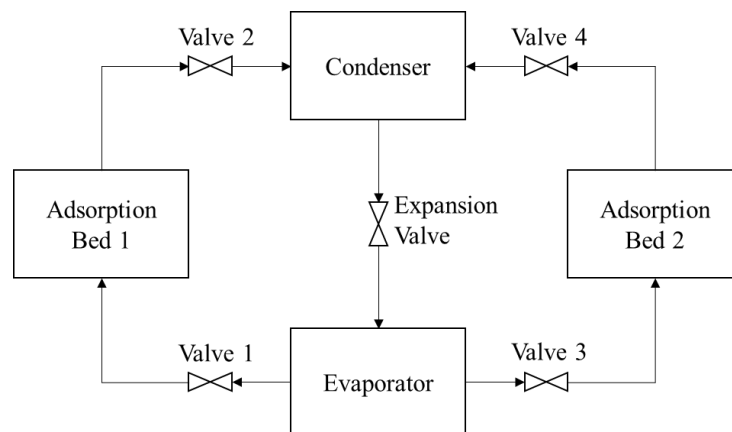 Valve 2
Condenser
Valve 4
Adsorption
Bed 1
Expansion
Valve
Adsorption
Bed 2
Valve 1
Evaporator
Valve 3